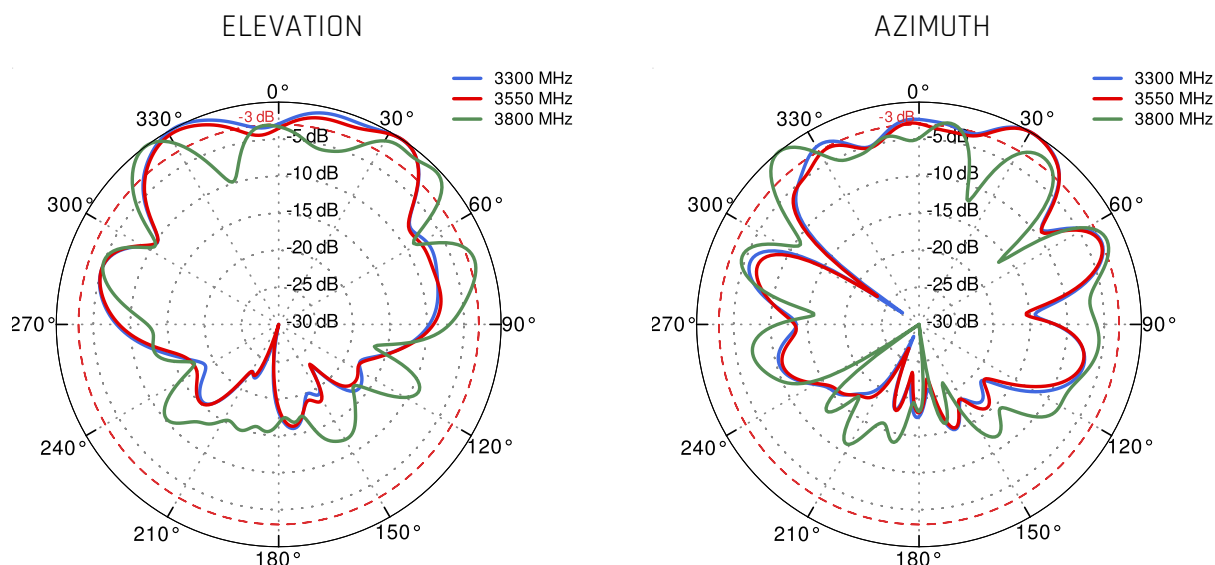 ELEVATION
3300 MHz
3550 MHz
3800 MHz
0°
330°
-3 dB
30°
-5 dB
-10 dB
300°
60°
-15 dB
-20 dB
-25 dB
270°
-30 dB
90°
240°
120°
210°
150°
180°
AZIMUTH
3300 MHz
3550 MHz
3800 MHz
0°
330°
-3 dB
30°
-5 dB
-10 dB
300°
60°
-15 dB
-20 dB
-25 dB
270°
-30 dB
90°
240°
120°
210°
150°
180°